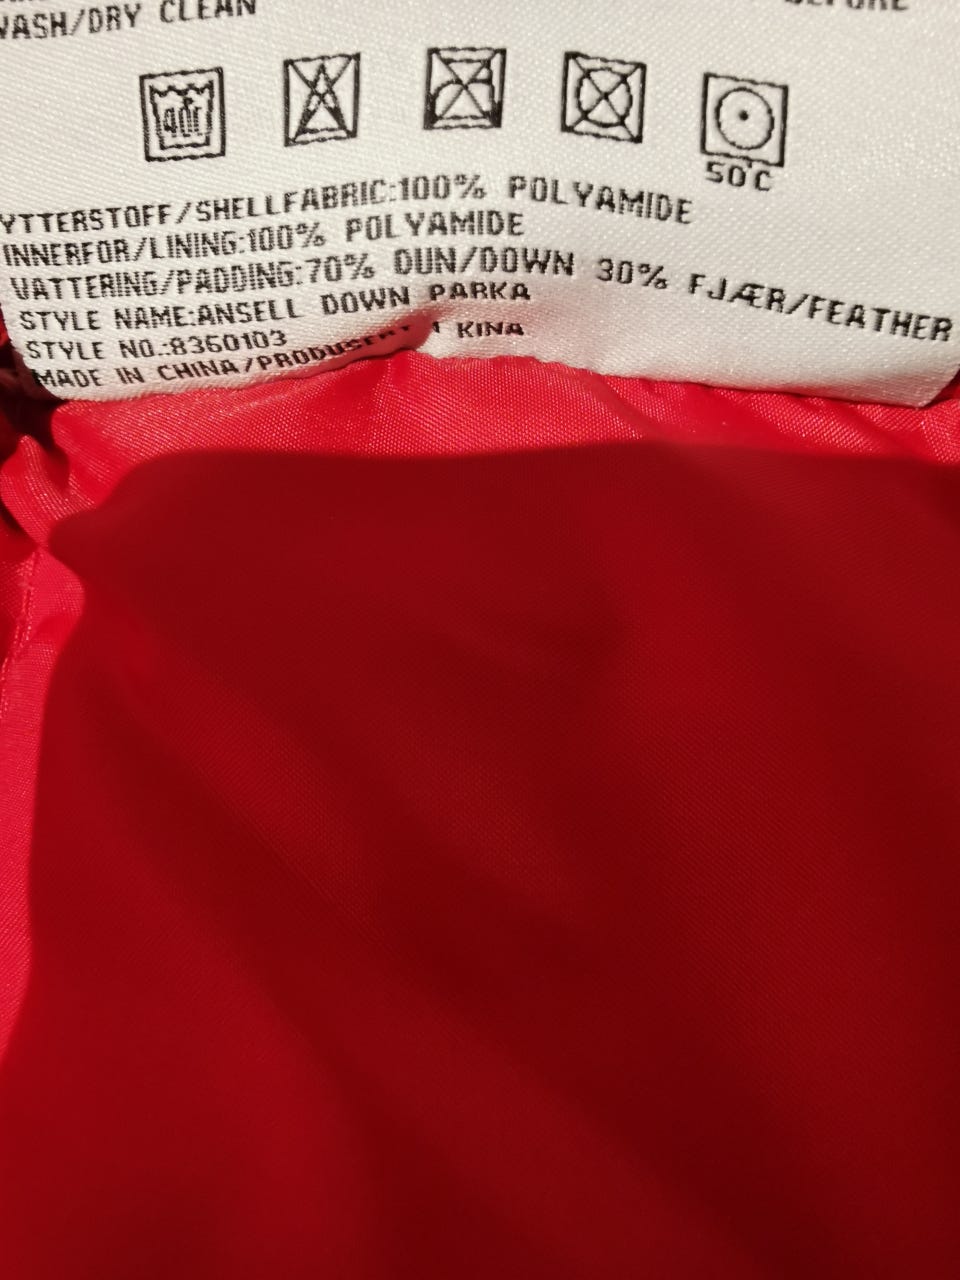 WASH/DRY CLEAN
BEFORE
50°C
YTTERSTOFF/SHELLFABRIC:100% POLYAMIDE
INNERFOR/LINING:100% POLYAMIDE
VATTERING/PADDING:70% DUN/DOWN 30% FJÆR/FEATHER
STYLE NAME:ANSELL DOWN PARKA
STYLE NO.:8360103
MADE IN CHINA/PRODUSERT I KINA